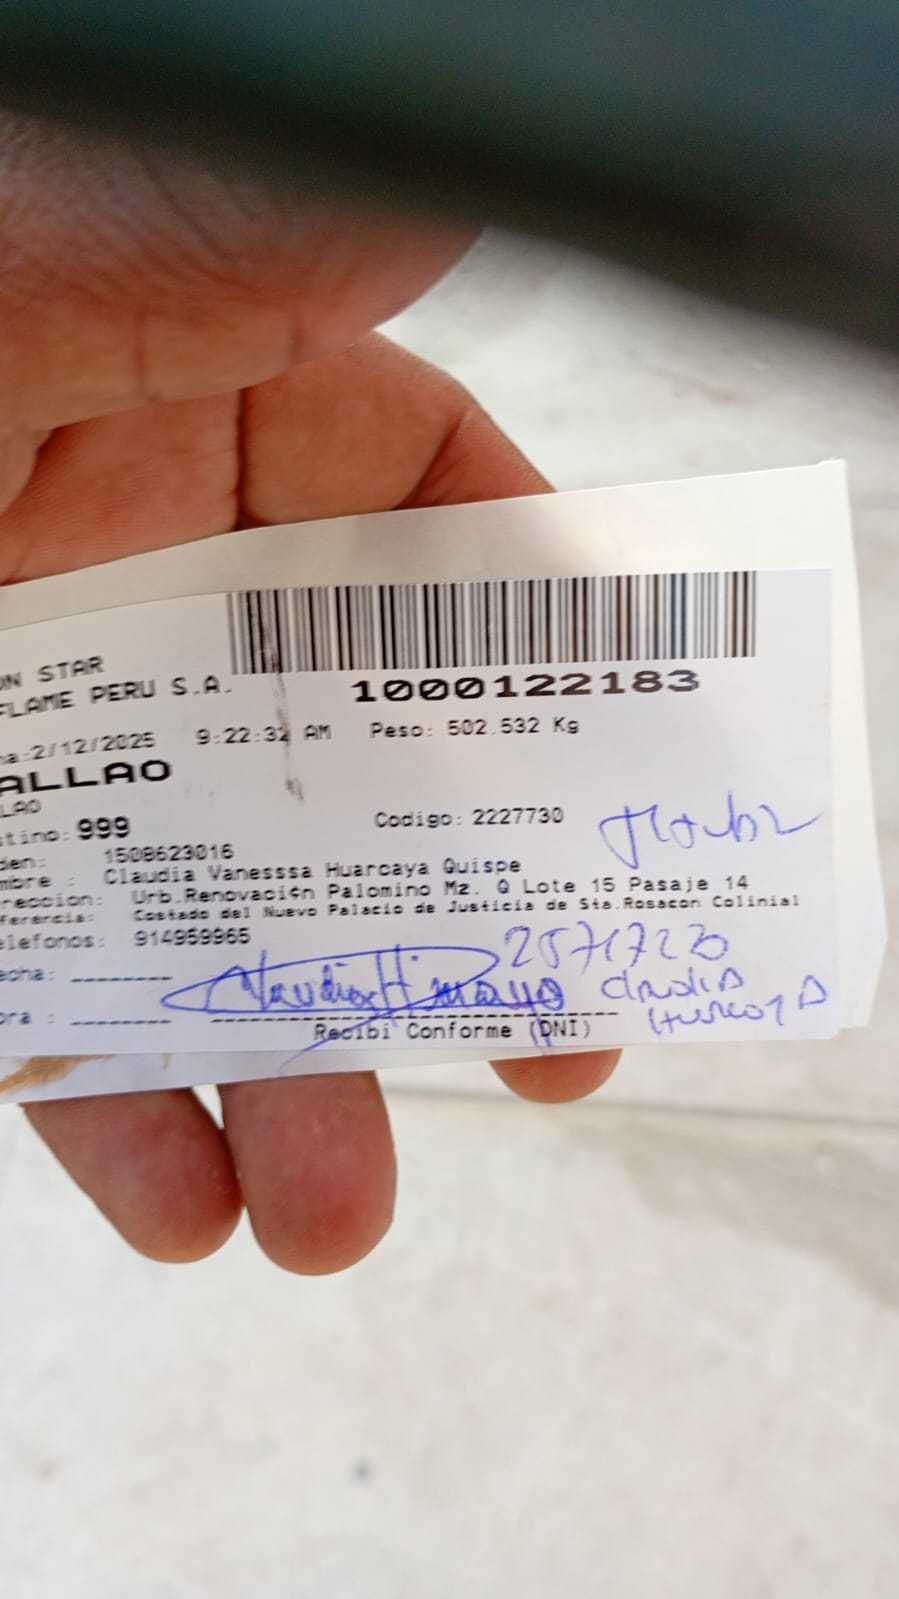 ON STAR
FLAME PERU S.A.
1000122183
ha:2/12/2025 9:22:32 AM Peso: 502.532 Kg
ALLAO
LAO
stino: 999 Codigo: 2227730
den: 1508623016
mbre : Claudia Vanesssa Huarcaya Quispe
reccion: Urb.Renovaci¢n Palomino Mz. Q Lote 15 Pasaje 14
ferencia: Costado del Nuevo Palacio de Justicia de Sta.Rosacon Colinial
elefonos: 914959965
echa: --------
ora : --------
Recibi Conforme (DNI)